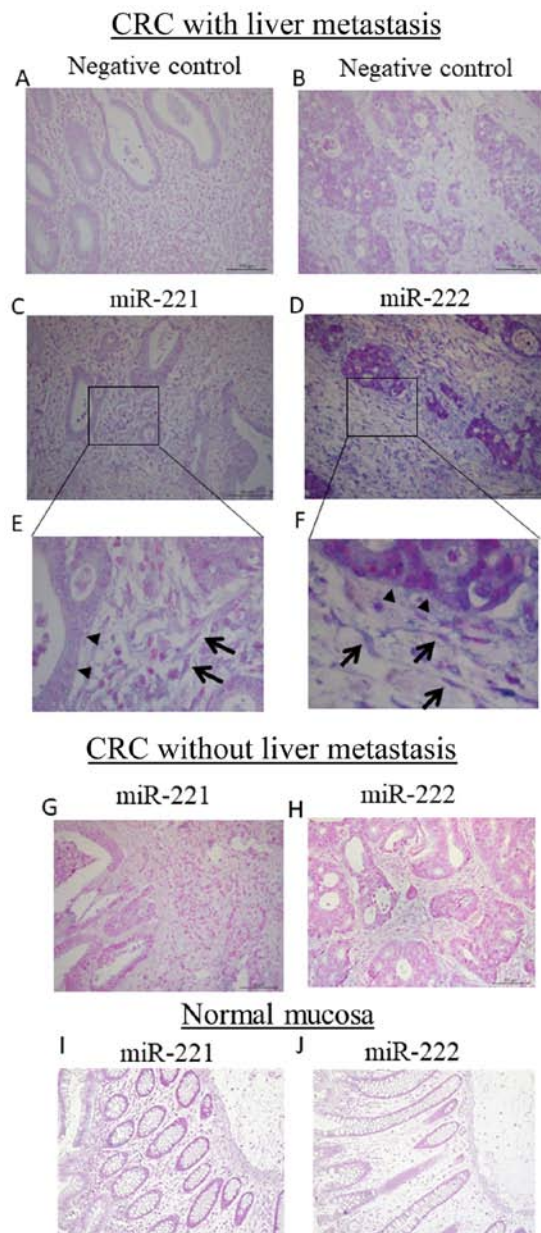 CRC with liver metastasis
A Negative control
B Negative control
C miR-221
D miR-222
E
F
CRC without liver metastasis
G miR-221
H miR-222
Normal mucosa
I miR-221
J miR-222